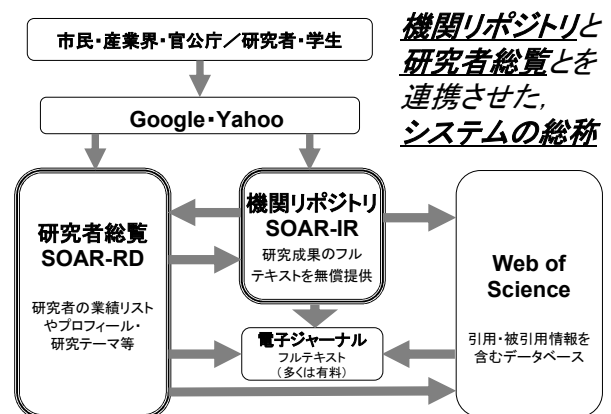 市民・産業界・官公庁／研究者・学生
機関リポジトリと
研究者総覧とを
連携させた,
システムの総称
Google・Yahoo
研究者総覧
SOAR-RD
研究者の業績リスト
やプロフィール・
研究テーマ等
機関リポジトリ
SOAR-IR
研究成果のフル
テキストを無償提供
電子ジャーナル
フルテキスト
（多くは有料）
Web of
Science
引用・被引用情報を
含むデータベース